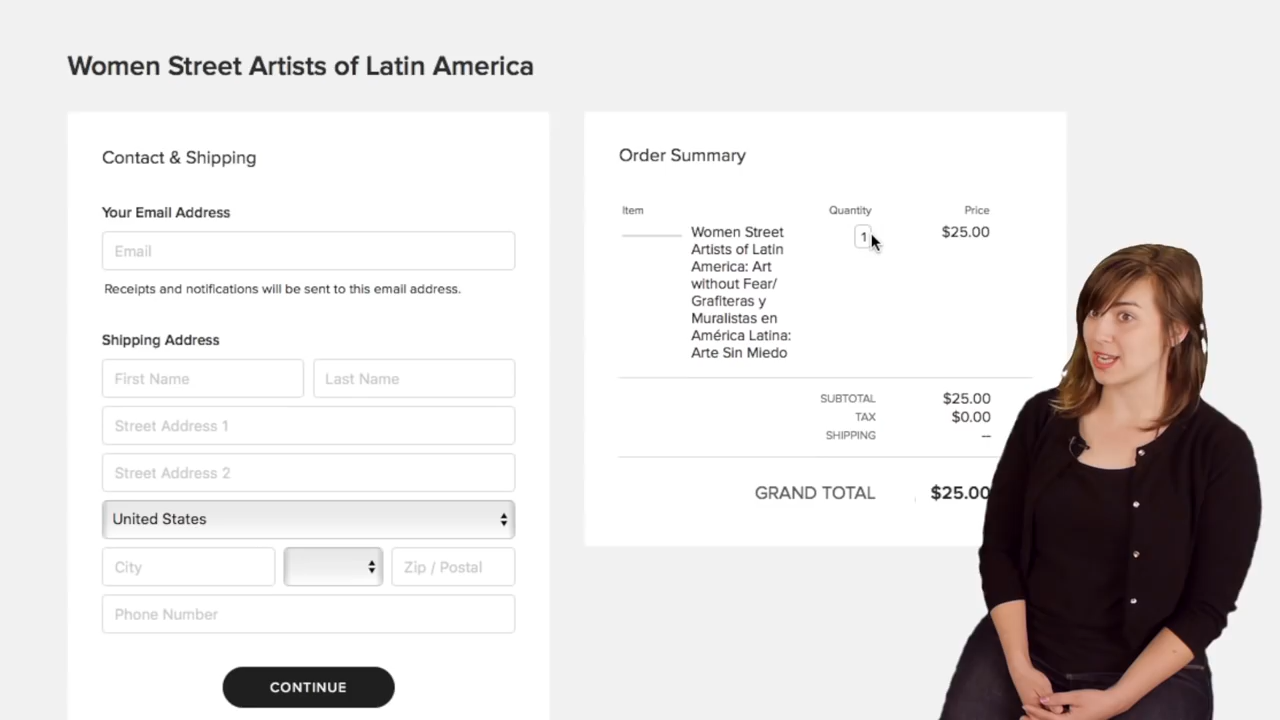 Women Street Artists of Latin America
Contact & Shipping
Your Email Address
Email
Receipts and notifications will be sent to this email address.
Shipping Address
First Name Last Name
Street Address 1
Street Address 2
United States
City Zip / Postal
Phone Number
CONTINUE
Order Summary
Item Quantity Price
Women Street 1 $25.00
Artists of Latin
America: Art
without Fear/
Grafiteras y
Muralistas en
América Latina:
Arte Sin Miedo
SUBTOTAL $25.00
TAX $0.00
SHIPPING --
GRAND TOTAL $25.00